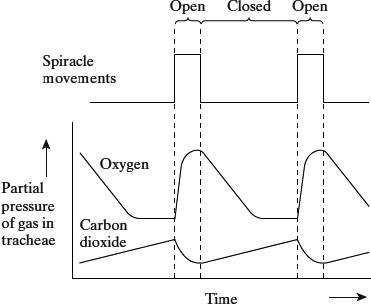 Open Closed Open
Spiracle
movements
Oxygen
Partial
pressure
of gas in
tracheae
Carbon
dioxide
Time